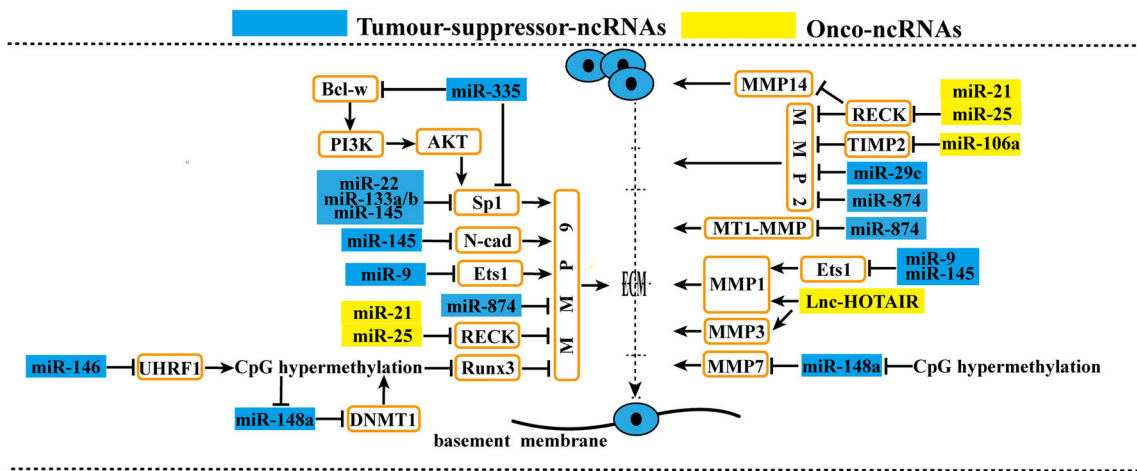 Tumour-suppressor-ncRNAs
Onco-ncRNAs
Bcl-w
miR-335
PI3K
AKT
miR-22
miR-133a/b
miR-145
Sp1
miR-145
N-cad
miR-9
Ets1
miR-874
miR-21
miR-25
RECK
miR-146
UHRF1
CpG hypermethylation
Runx3
miR-148a
DNMT1
MMP9
ECM
basement membrane
MMP14
miR-21
miR-25
RECK
TIMP2
miR-106a
MMP2
miR-29c
miR-874
MT1-MMP
miR-874
MMP1
Ets1
miR-9
miR-145
Lnc-HOTAIR
MMP3
MMP7
miR-148a
CpG hypermethylation